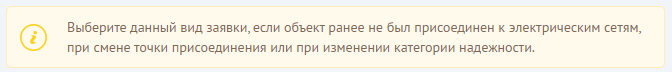 Выберите данный вид заявки, если объект ранее не был присоединен к электрическим сетям,
при смене точки присоединения или при изменении категории надежности.